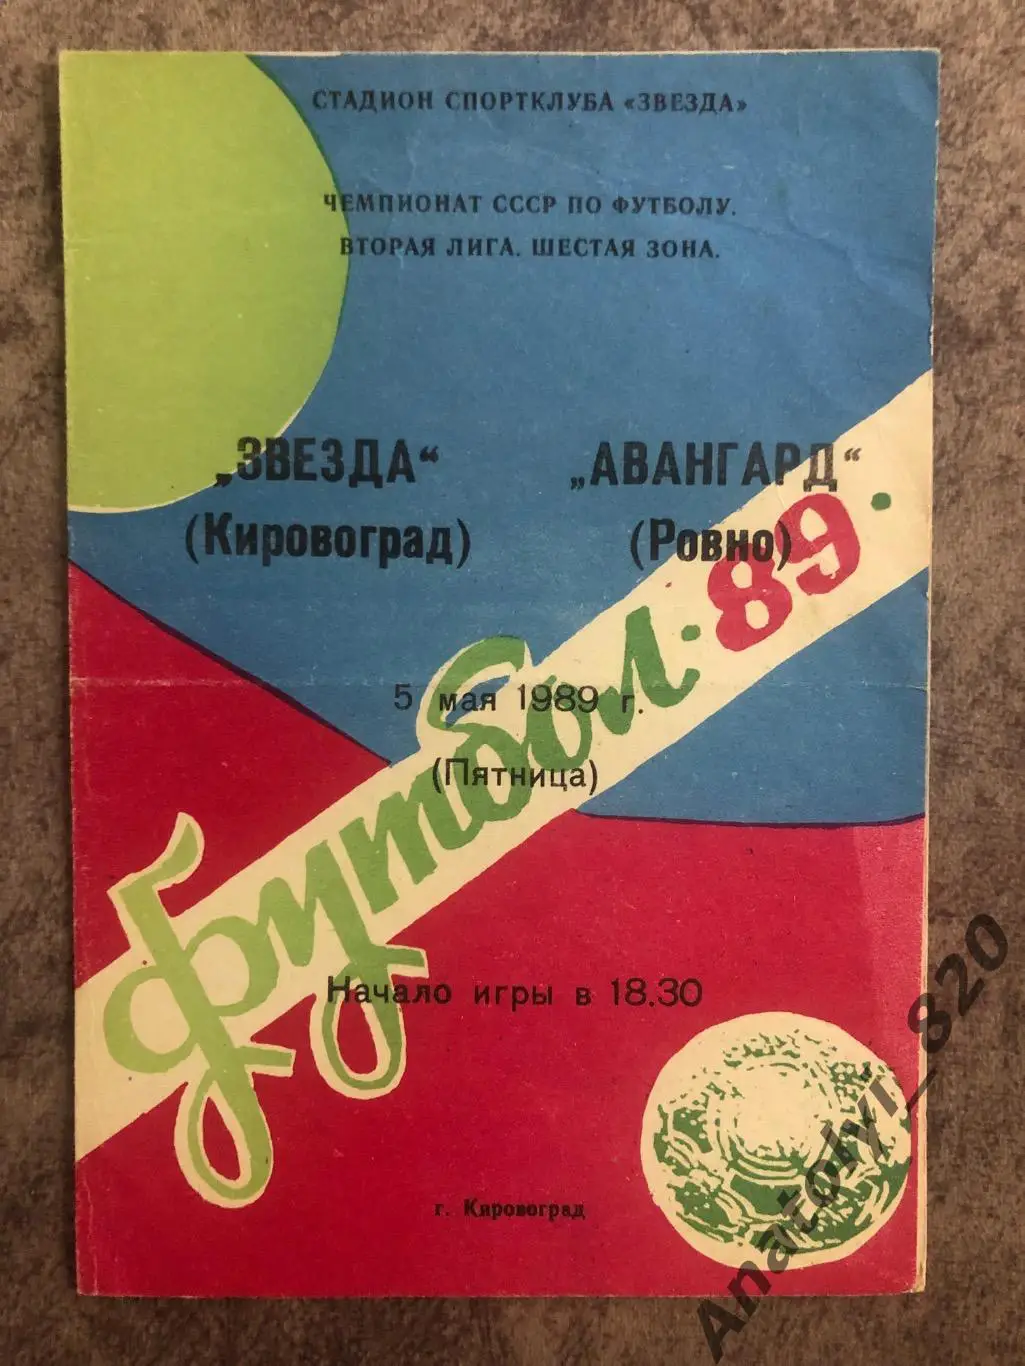 СТАДИОН СПОРТКЛУБА «ЗВЕЗДА»
ЧЕМПИОНАТ СССР ПО ФУТБОЛУ.
ВТОРАЯ ЛИГА. ШЕСТАЯ ЗОНА.
„ЗВЕЗДА“ „АВАНГАРД“
(Кировоград) (Ровно)
Футбол·89·
5 мая 1989 г.
(Пятница)
Начало игры в 18.30
г. Кировоград
Anatolyi_820